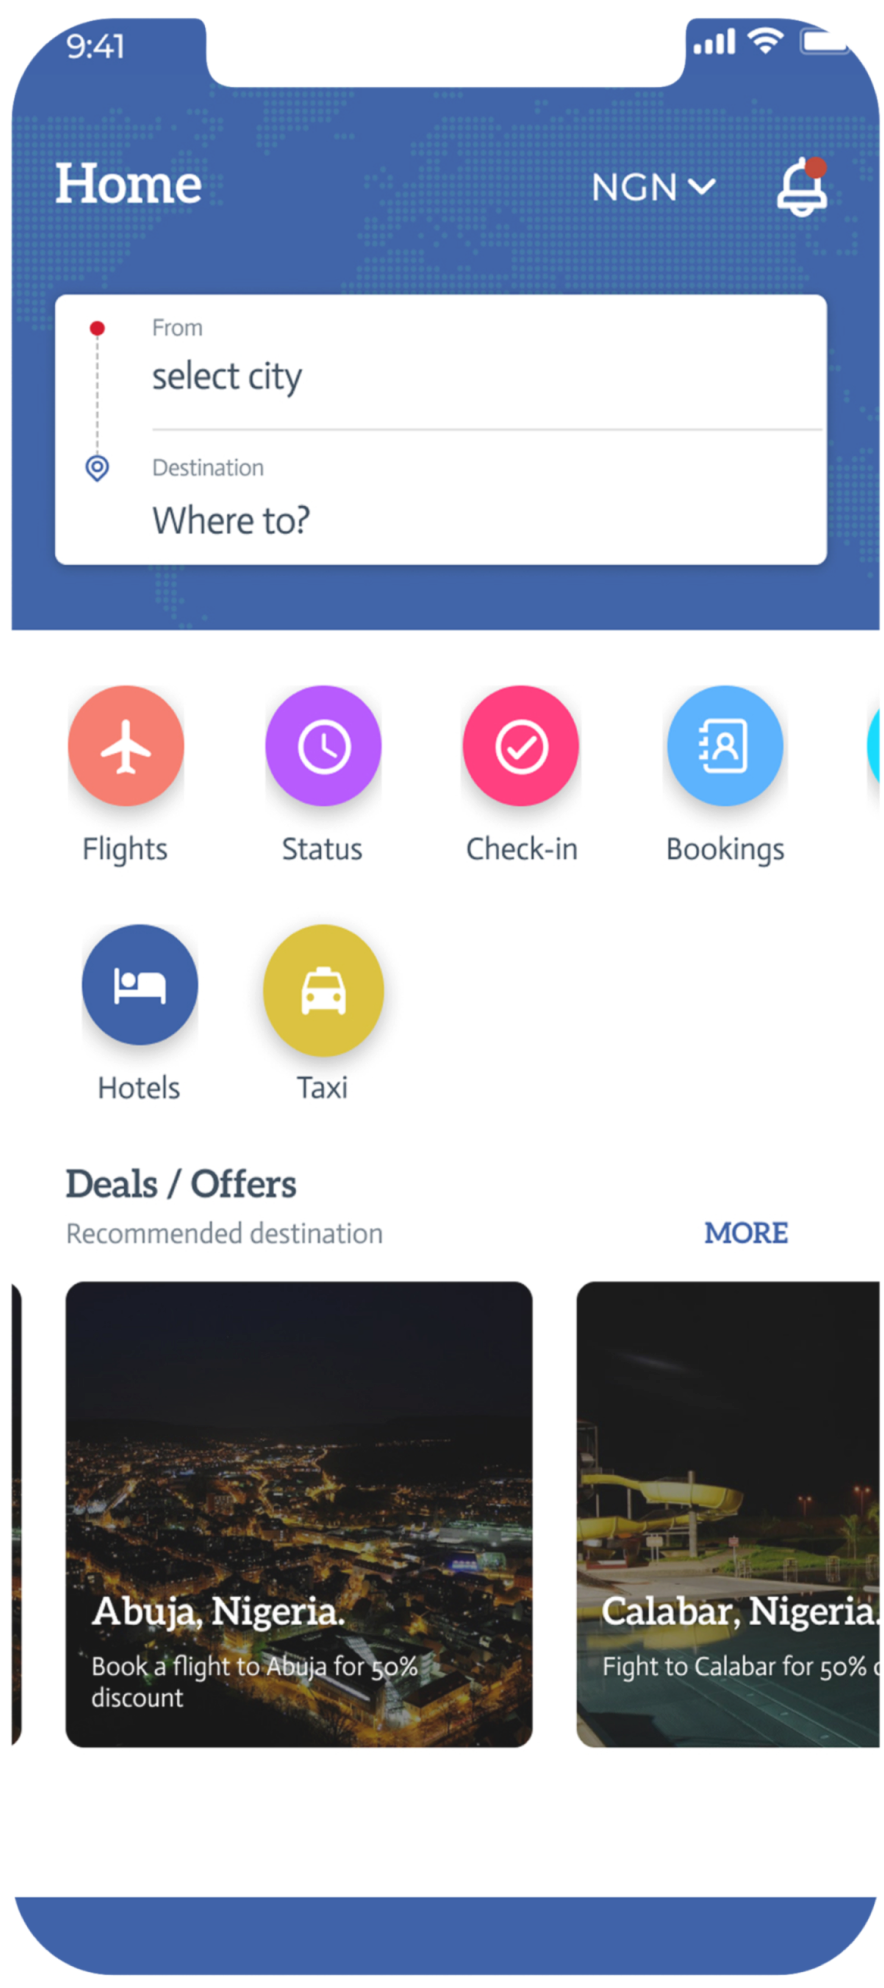 9:41
Home
NGN
From
select city
Destination
Where to?
Flights
Status
Check-in
Bookings
Hotels
Taxi
Deals / Offers
Recommended destination
MORE
Abuja, Nigeria.
Book a flight to Abuja for 50%
discount
Calabar, Nigeria.
Fight to Calabar for 50%